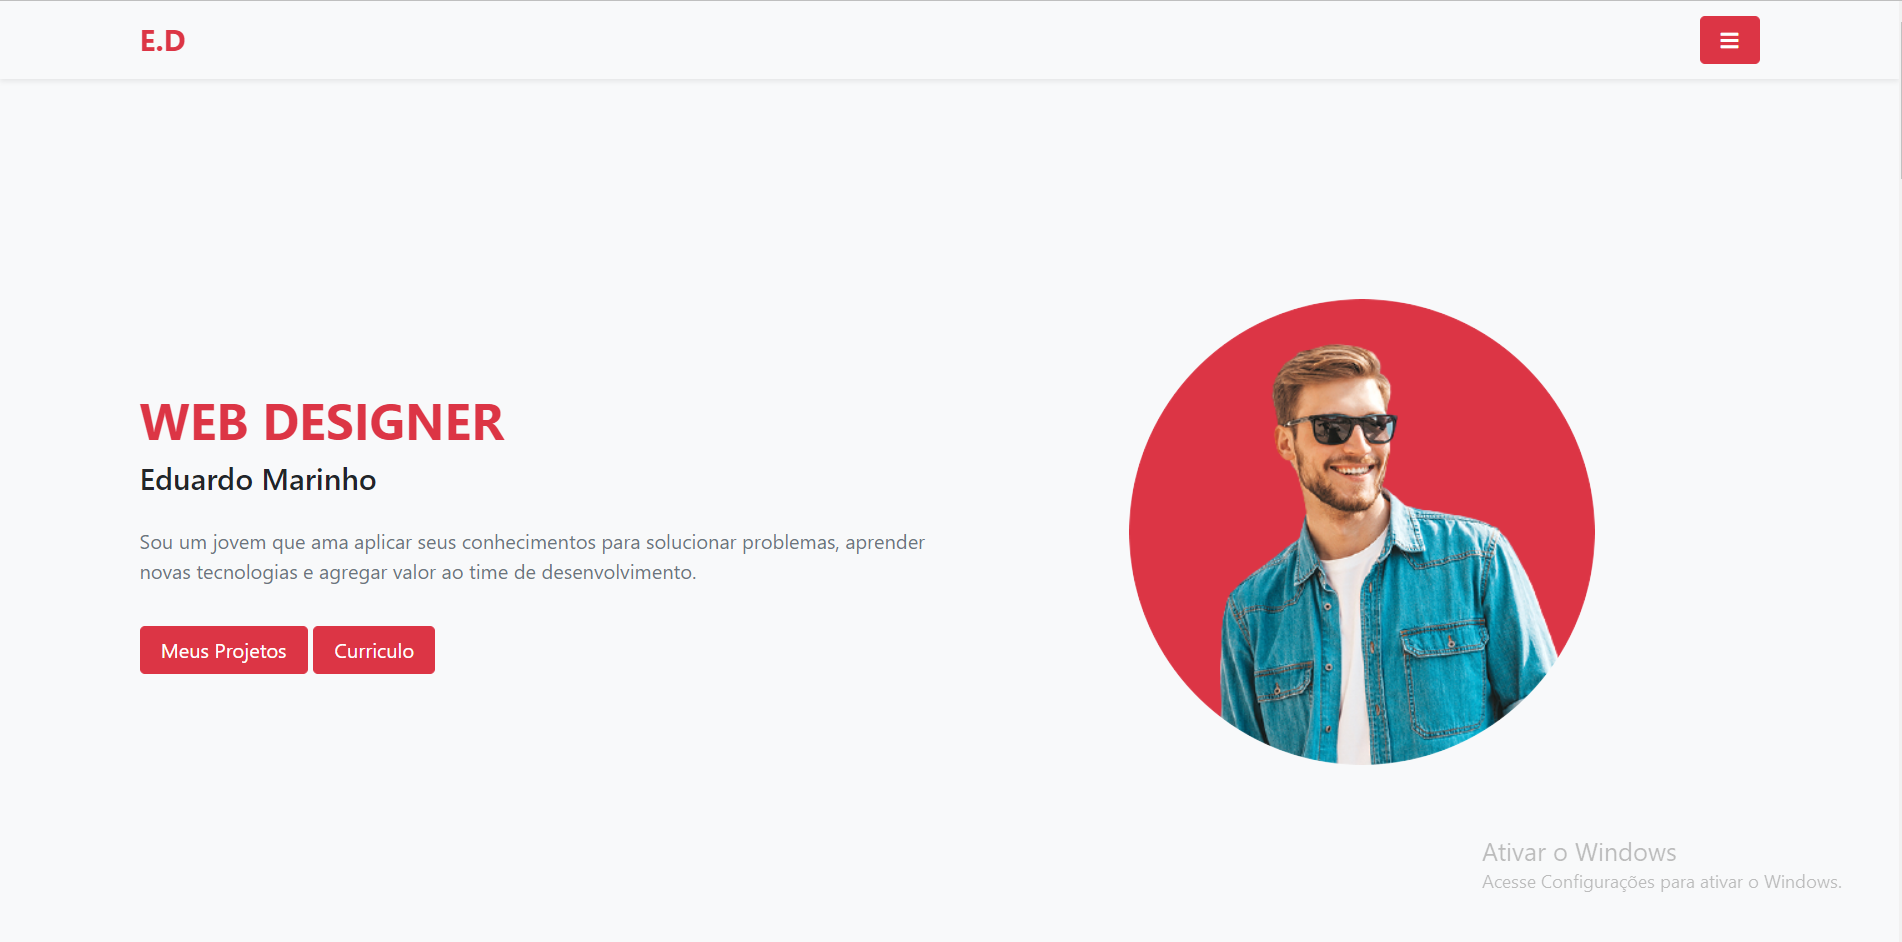 E.D
WEB DESIGNER
Eduardo Marinho
Sou um jovem que ama aplicar seus conhecimentos para solucionar problemas, aprender
novas tecnologias e agregar valor ao time de desenvolvimento.
Meus Projetos
Curriculo
Ativar o Windows
Acesse Configurações para ativar o Windows.